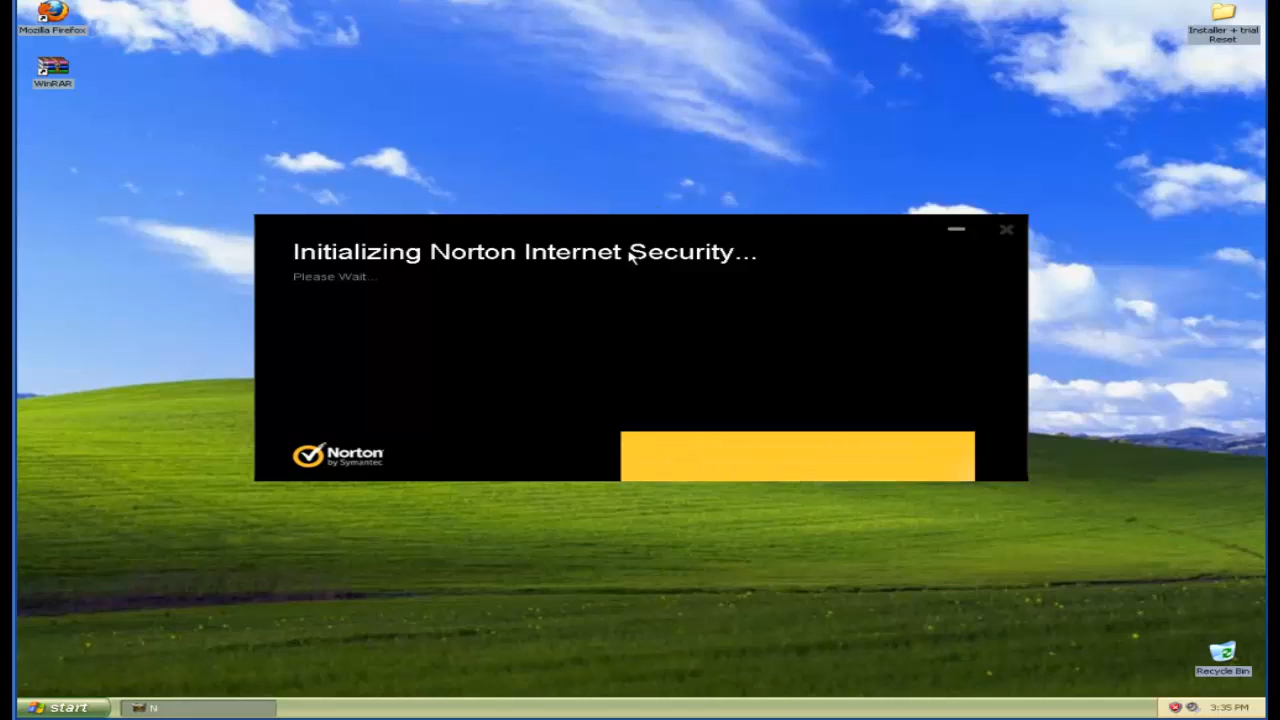 Mozilla Firefox
WinRAR
Installer + trial
Reset
Initializing Norton Internet Security...
Please Wait...
Norton
by Symantec
Recycle Bin
start
N
3:35 PM